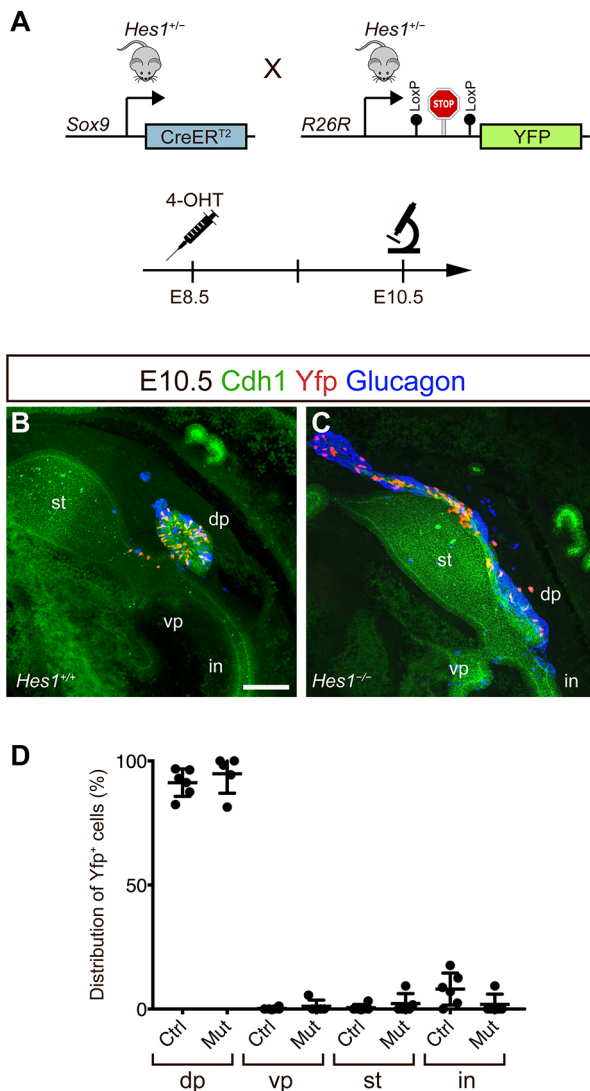 A
Hes1+/–
X
Hes1+/–
Sox9
CreERT2
R26R
LoxP
STOP
LoxP
YFP
4-OHT
E8.5
E10.5
E10.5 Cdh1 Yfp Glucagon
B
st
dp
vp
in
Hes1+/+
C
st
dp
vp
in
Hes1–/–
D
Distribution of Yfp+ cells (%)
100
50
0
Ctrl Mut Ctrl Mut Ctrl Mut Ctrl Mut
dp vp st in